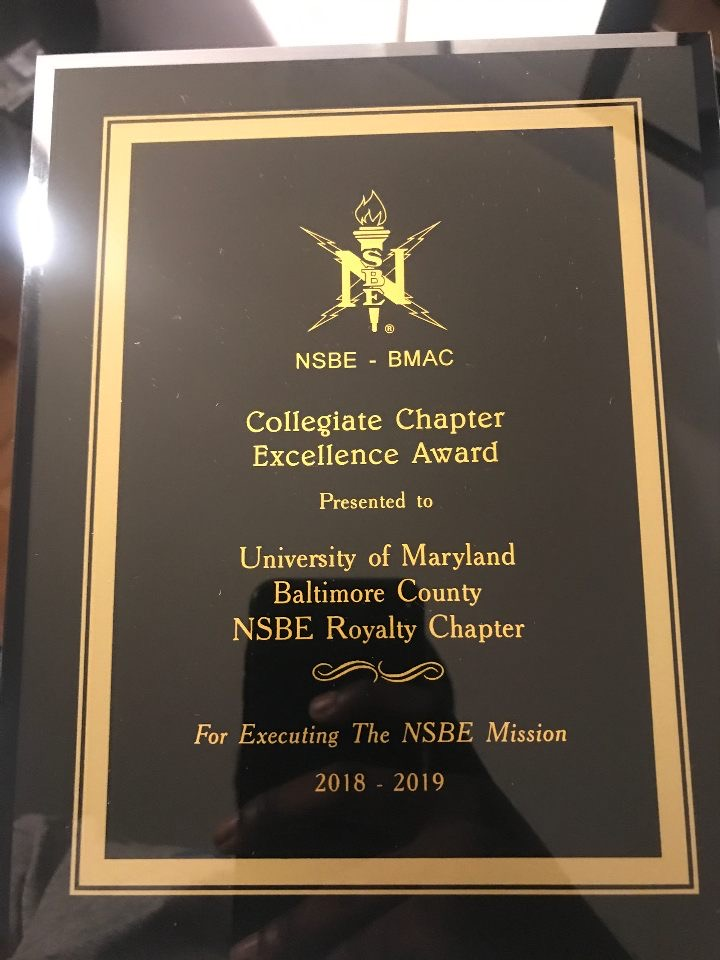 N
SBE
®
NSBE - BMAC
Collegiate Chapter
Excellence Award
Presented to
University of Maryland
Baltimore County
NSBE Royalty Chapter
For Executing The NSBE Mission
2018 - 2019